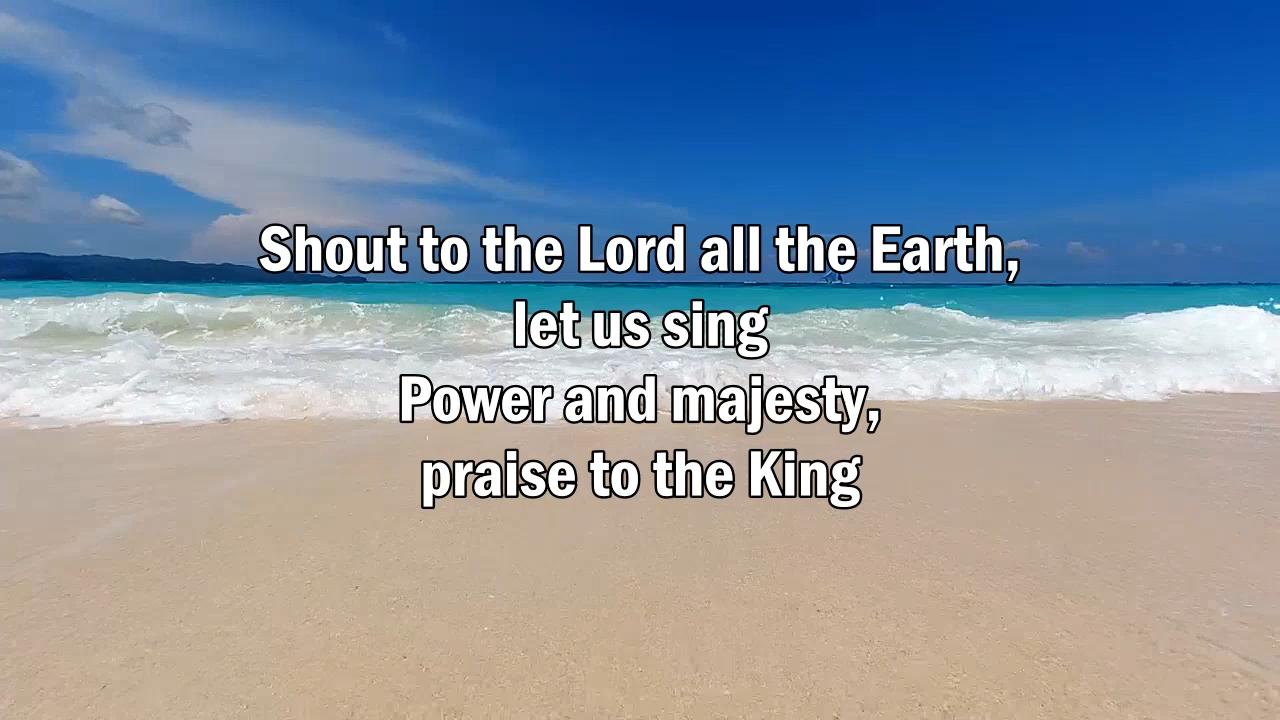 Shout to the Lord all the Earth,
let us sing
Power and majesty,
praise to the King